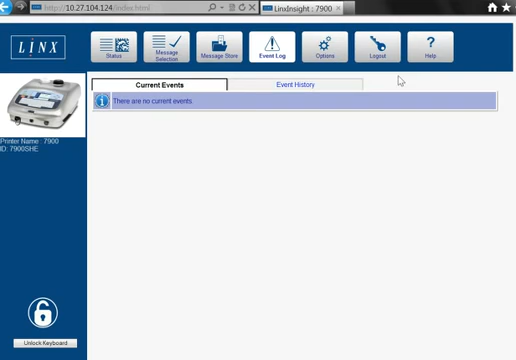 http://10.27.104.124/index.html
LinxInsight : 7900
LINX
Status
Message Selection
Message Store
Event Log
Options
Logout
Help
Current Events
Event History
There are no current events.
Printer Name 7900
ID: 7900SHE
Unlock Keyboard